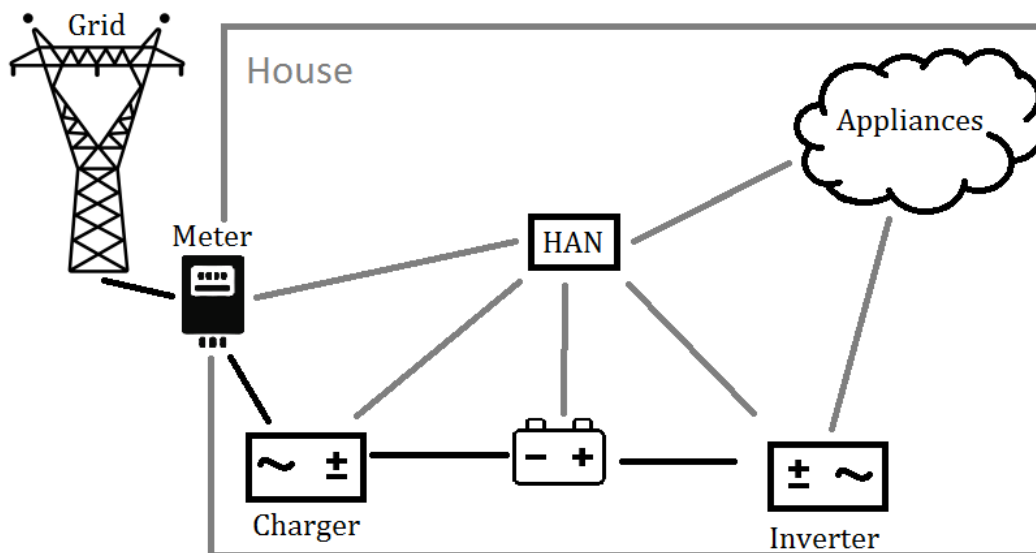 Grid
House
Appliances
Meter
HAN
~ ±
− +
± ~
Charger
Inverter